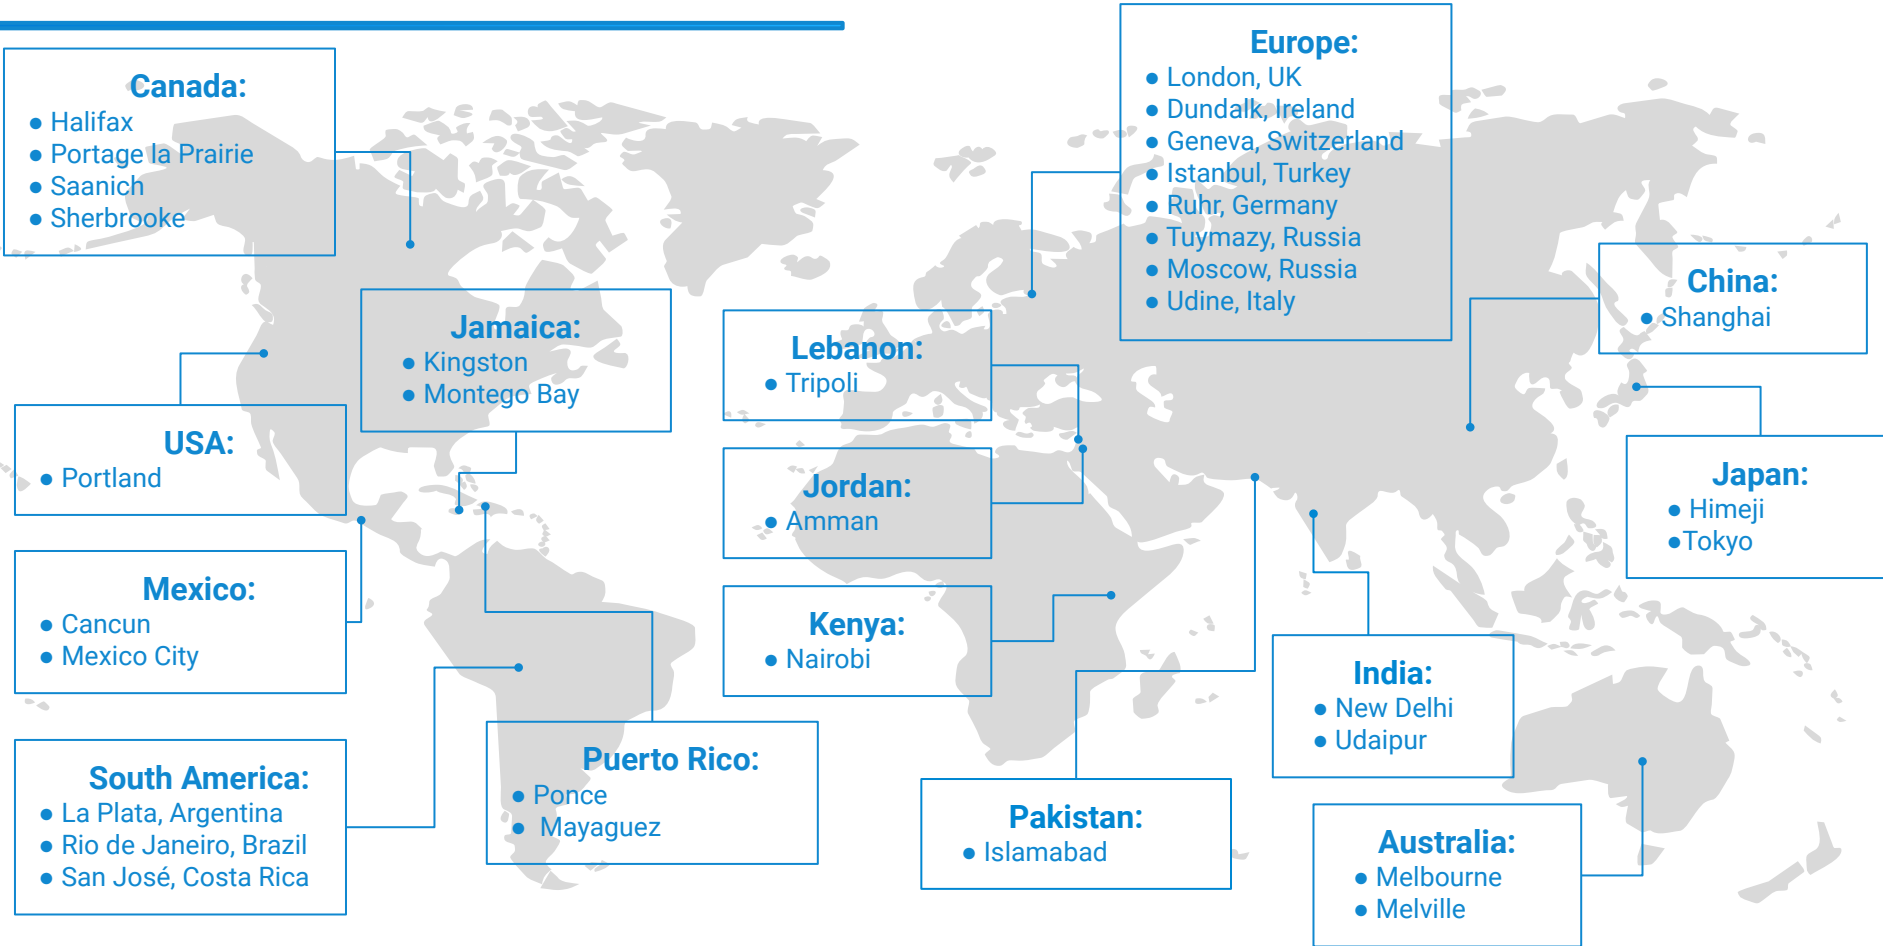 Canada:
● Halifax
● Portage la Prairie
● Saanich
● Sherbrooke
Europe:
● London, UK
● Dundalk, Ireland
● Geneva, Switzerland
● Istanbul, Turkey
● Ruhr, Germany
● Tuymazy, Russia
● Moscow, Russia
● Udine, Italy
China:
● Shanghai
Jamaica:
● Kingston
● Montego Bay
Lebanon:
● Tripoli
USA:
● Portland
Jordan:
● Amman
Japan:
● Himeji
●Tokyo
Mexico:
● Cancun
● Mexico City
Kenya:
● Nairobi
India:
● New Delhi
● Udaipur
South America:
● La Plata, Argentina
● Rio de Janeiro, Brazil
● San José, Costa Rica
Puerto Rico:
● Ponce
● Mayaguez
Pakistan:
● Islamabad
Australia:
● Melbourne
● Melville